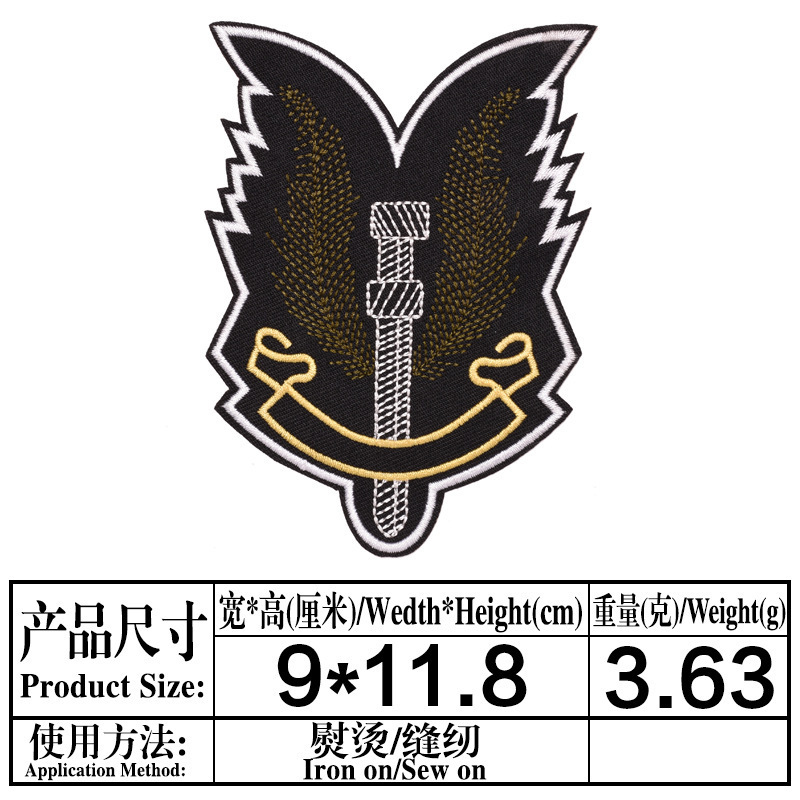 产品尺寸
Product Size:
宽*高(厘米)/Wedth*Height(cm)
9*11.8
重量(克)/Weight(g)
3.63
使用方法:
Application Method:
熨烫/缝纫
Iron on/Sew on